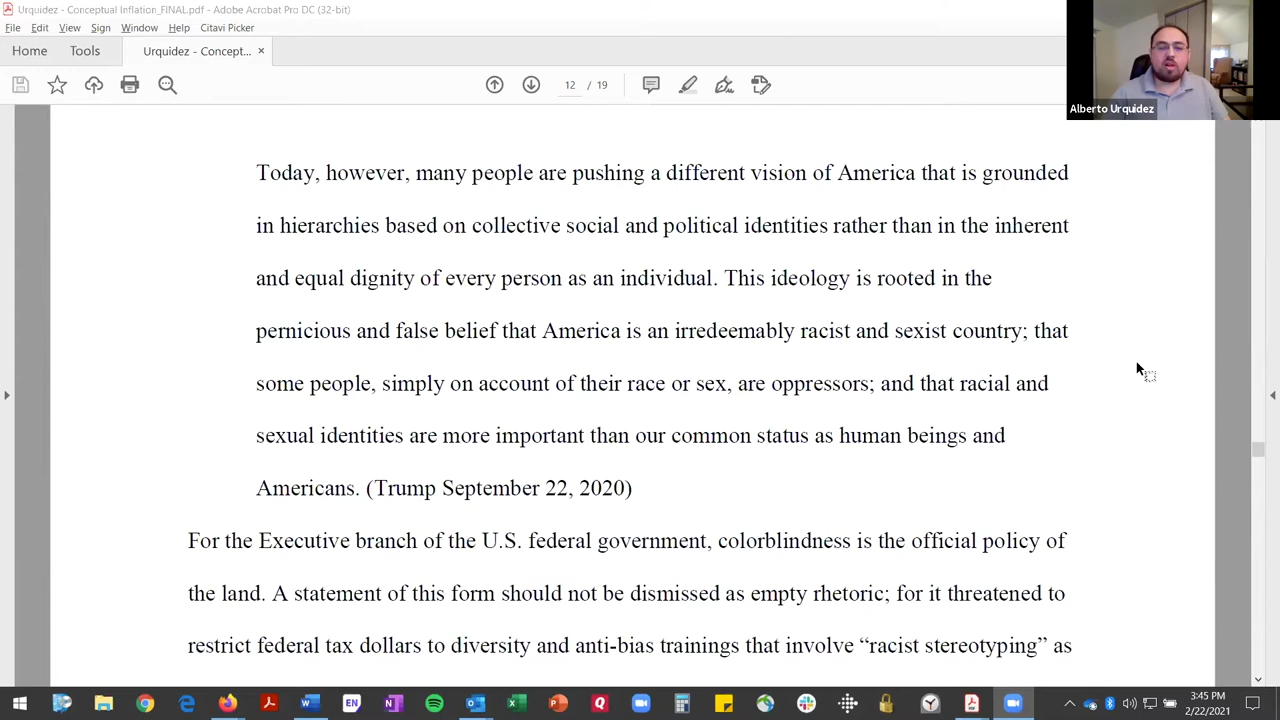 Urquidez - Conceptual Inflation_FINAL.pdf - Adobe Acrobat Pro DC (32-bit)
File Edit View Sign Window Help Citavi Picker
Home Tools Urquidez - Concept... ×
12 / 19
Alberto Urquidez
Today, however, many people are pushing a different vision of America that is grounded
in hierarchies based on collective social and political identities rather than in the inherent
and equal dignity of every person as an individual. This ideology is rooted in the
pernicious and false belief that America is an irredeemably racist and sexist country; that
some people, simply on account of their race or sex, are oppressors; and that racial and
sexual identities are more important than our common status as human beings and
Americans. (Trump September 22, 2020)
For the Executive branch of the U.S. federal government, colorblindness is the official policy of
the land. A statement of this form should not be dismissed as empty rhetoric; for it threatened to
restrict federal tax dollars to diversity and anti-bias trainings that involve “racist stereotyping” as
EN
3:45 PM
2/22/2021